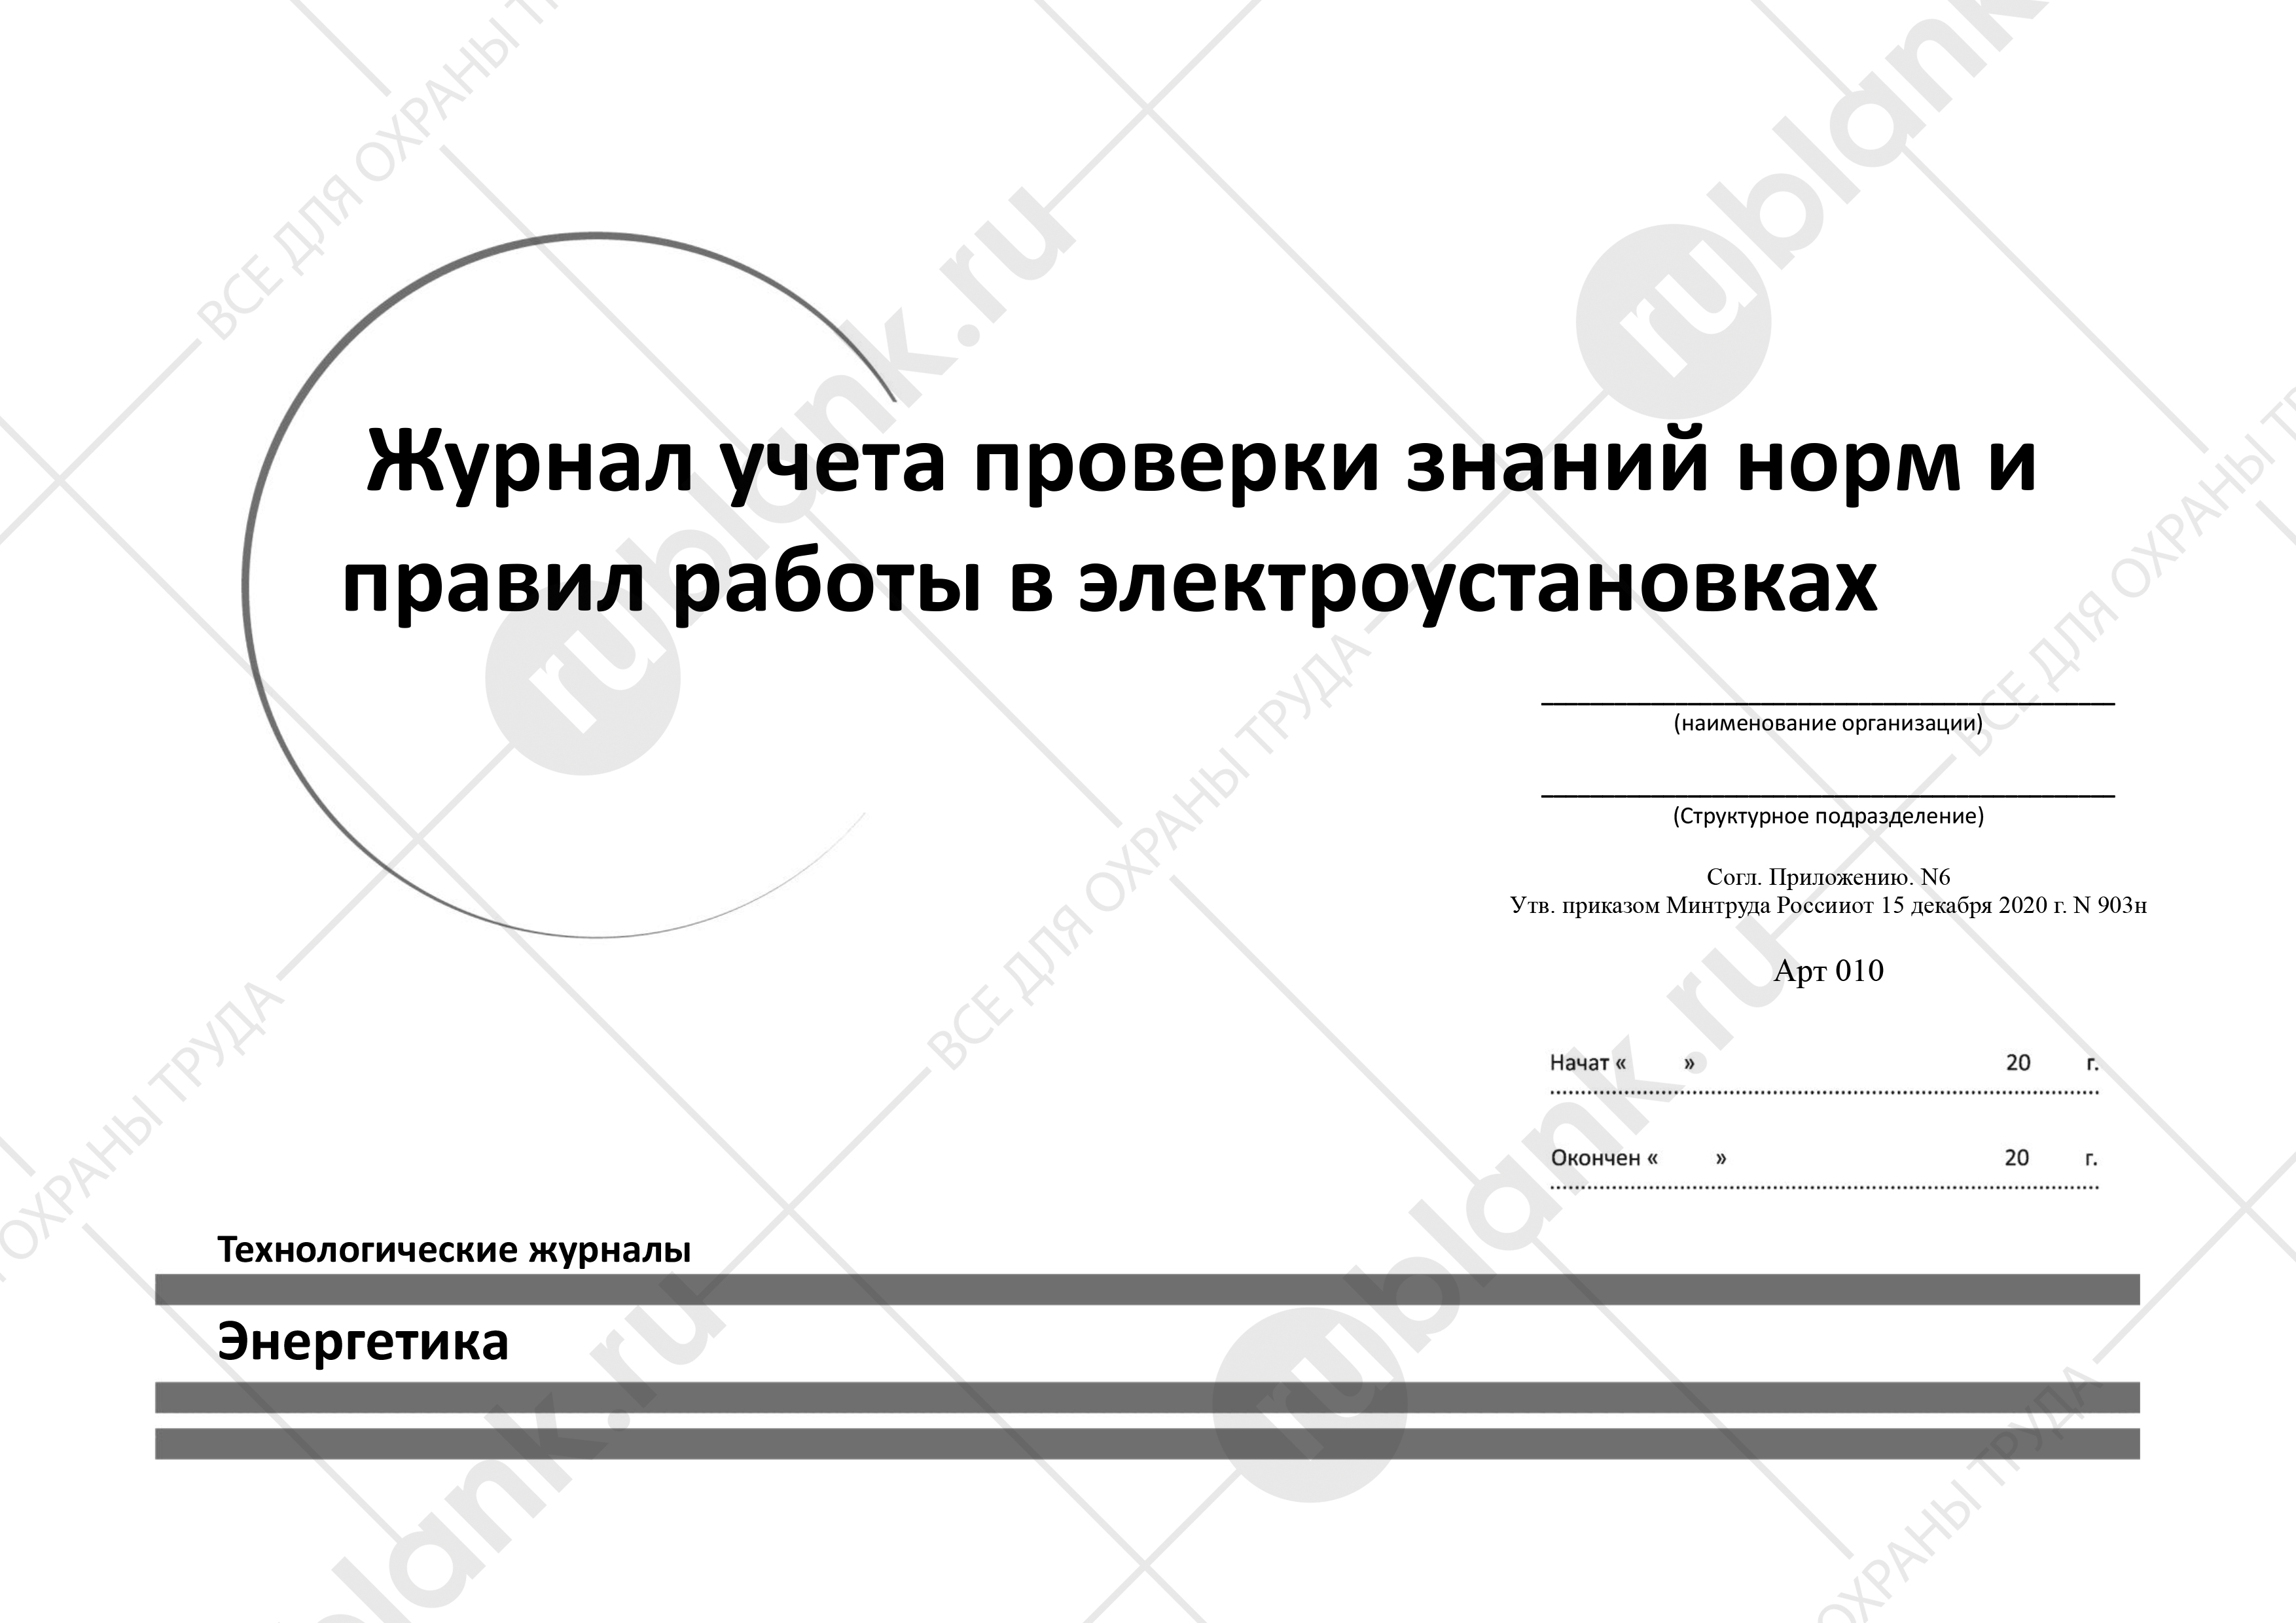 Журнал учета проверки знаний норм и
правил работы в электроустановках
(наименование организации)
(Структурное подразделение)
Согл. Приложению. N6
Утв. приказом Минтруда Россииот 15 декабря 2020 г. N 903н
Арт 010
Начат « » 20 г.
Окончен « » 20 г.
Технологические журналы
Энергетика
ВСЕ ДЛЯ ОХРАНЫ ТРУДА
rublank.ru